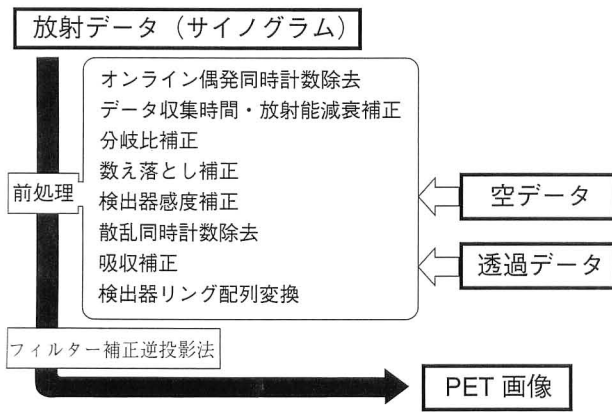 放射データ（サイノグラム）
オンライン偶発同時計数除去
データ収集時間・放射能減衰補正
分岐比補正
数え落とし補正
前処理
検出器感度補正
空データ
散乱同時計数除去
吸収補正
透過データ
検出器リング配列変換
フィルター補正逆投影法
PET 画像